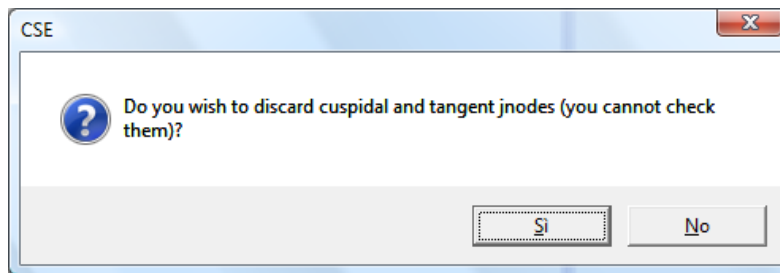 CSE
Do you wish to discard cuspidal and tangent jnodes (you cannot check
them)?
Sì
No